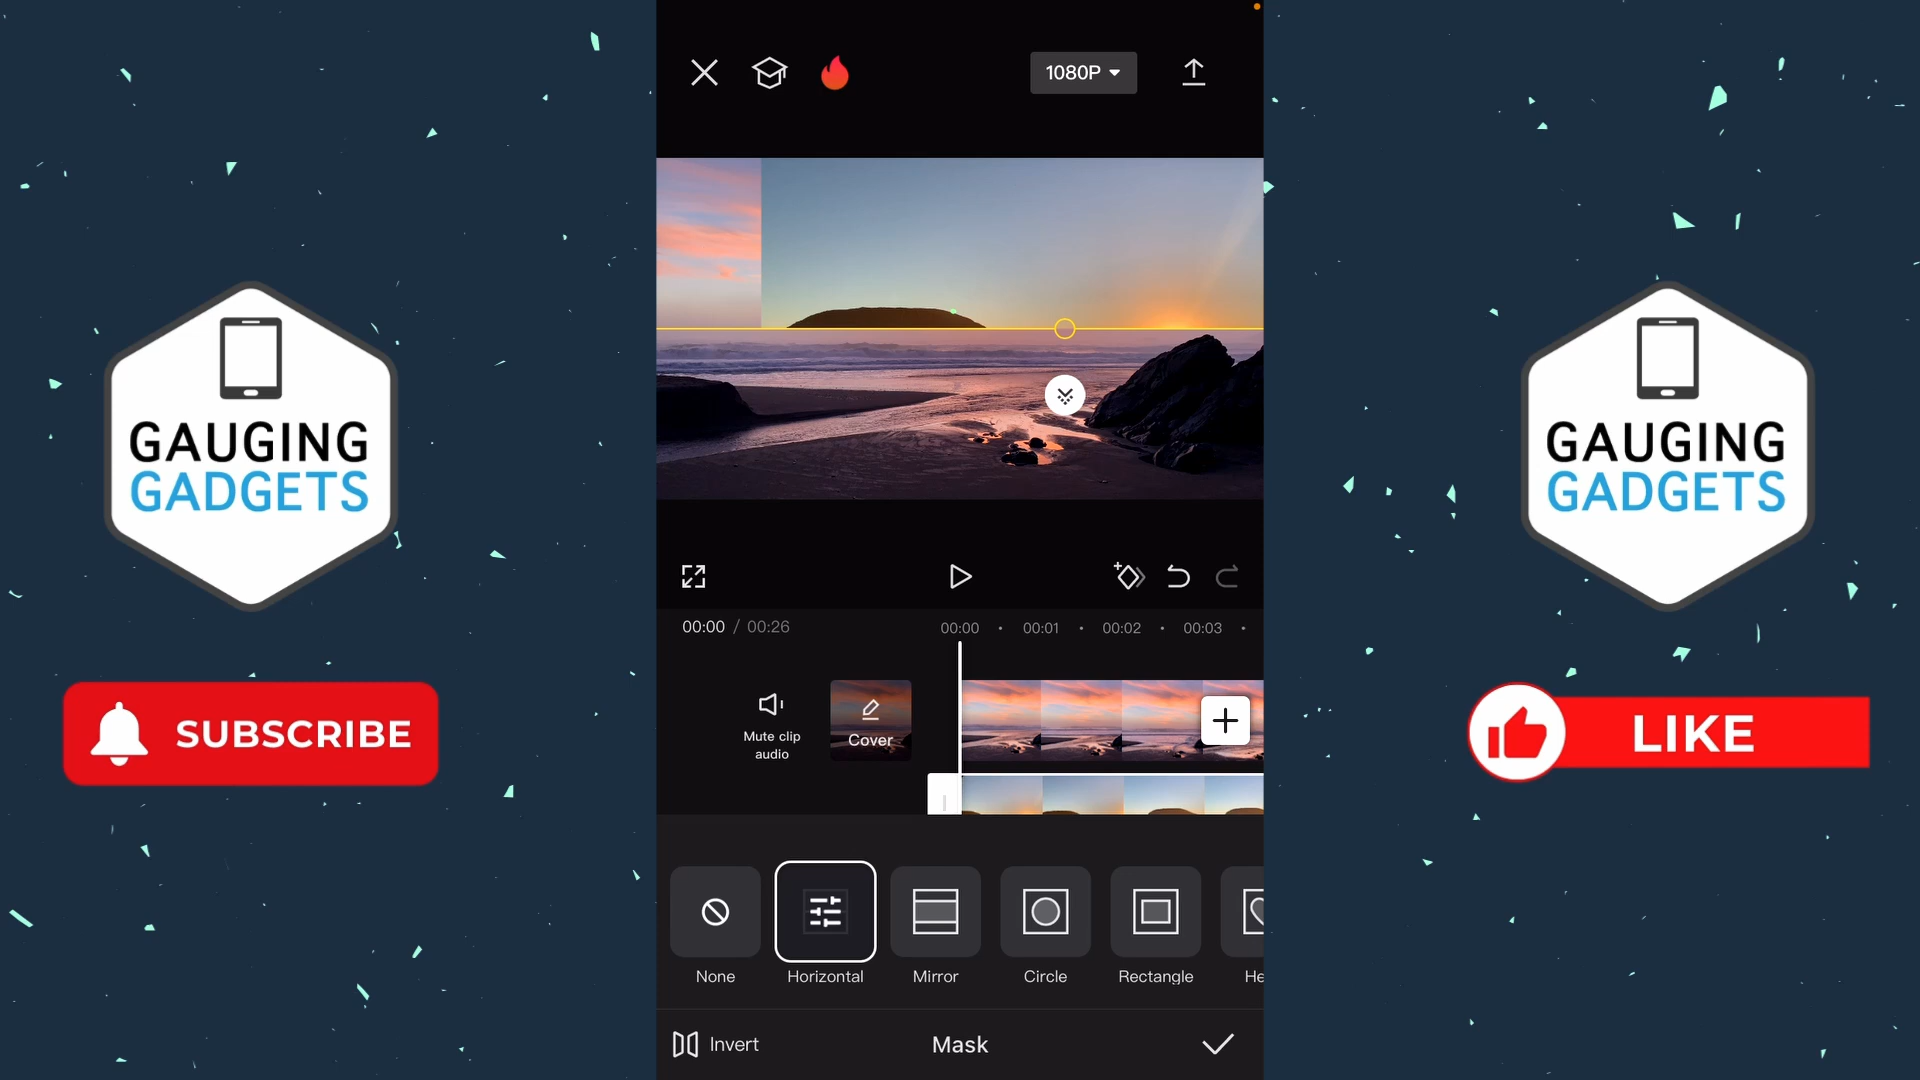 1080P
GAUGING
GADGETS
SUBSCRIBE
00:00 / 00:26
00:00
00:01
00:02
00:03
Mute clip
audio
Cover
None
Horizontal
Mirror
Circle
Rectangle
He
Invert
Mask
GAUGING
GADGETS
LIKE